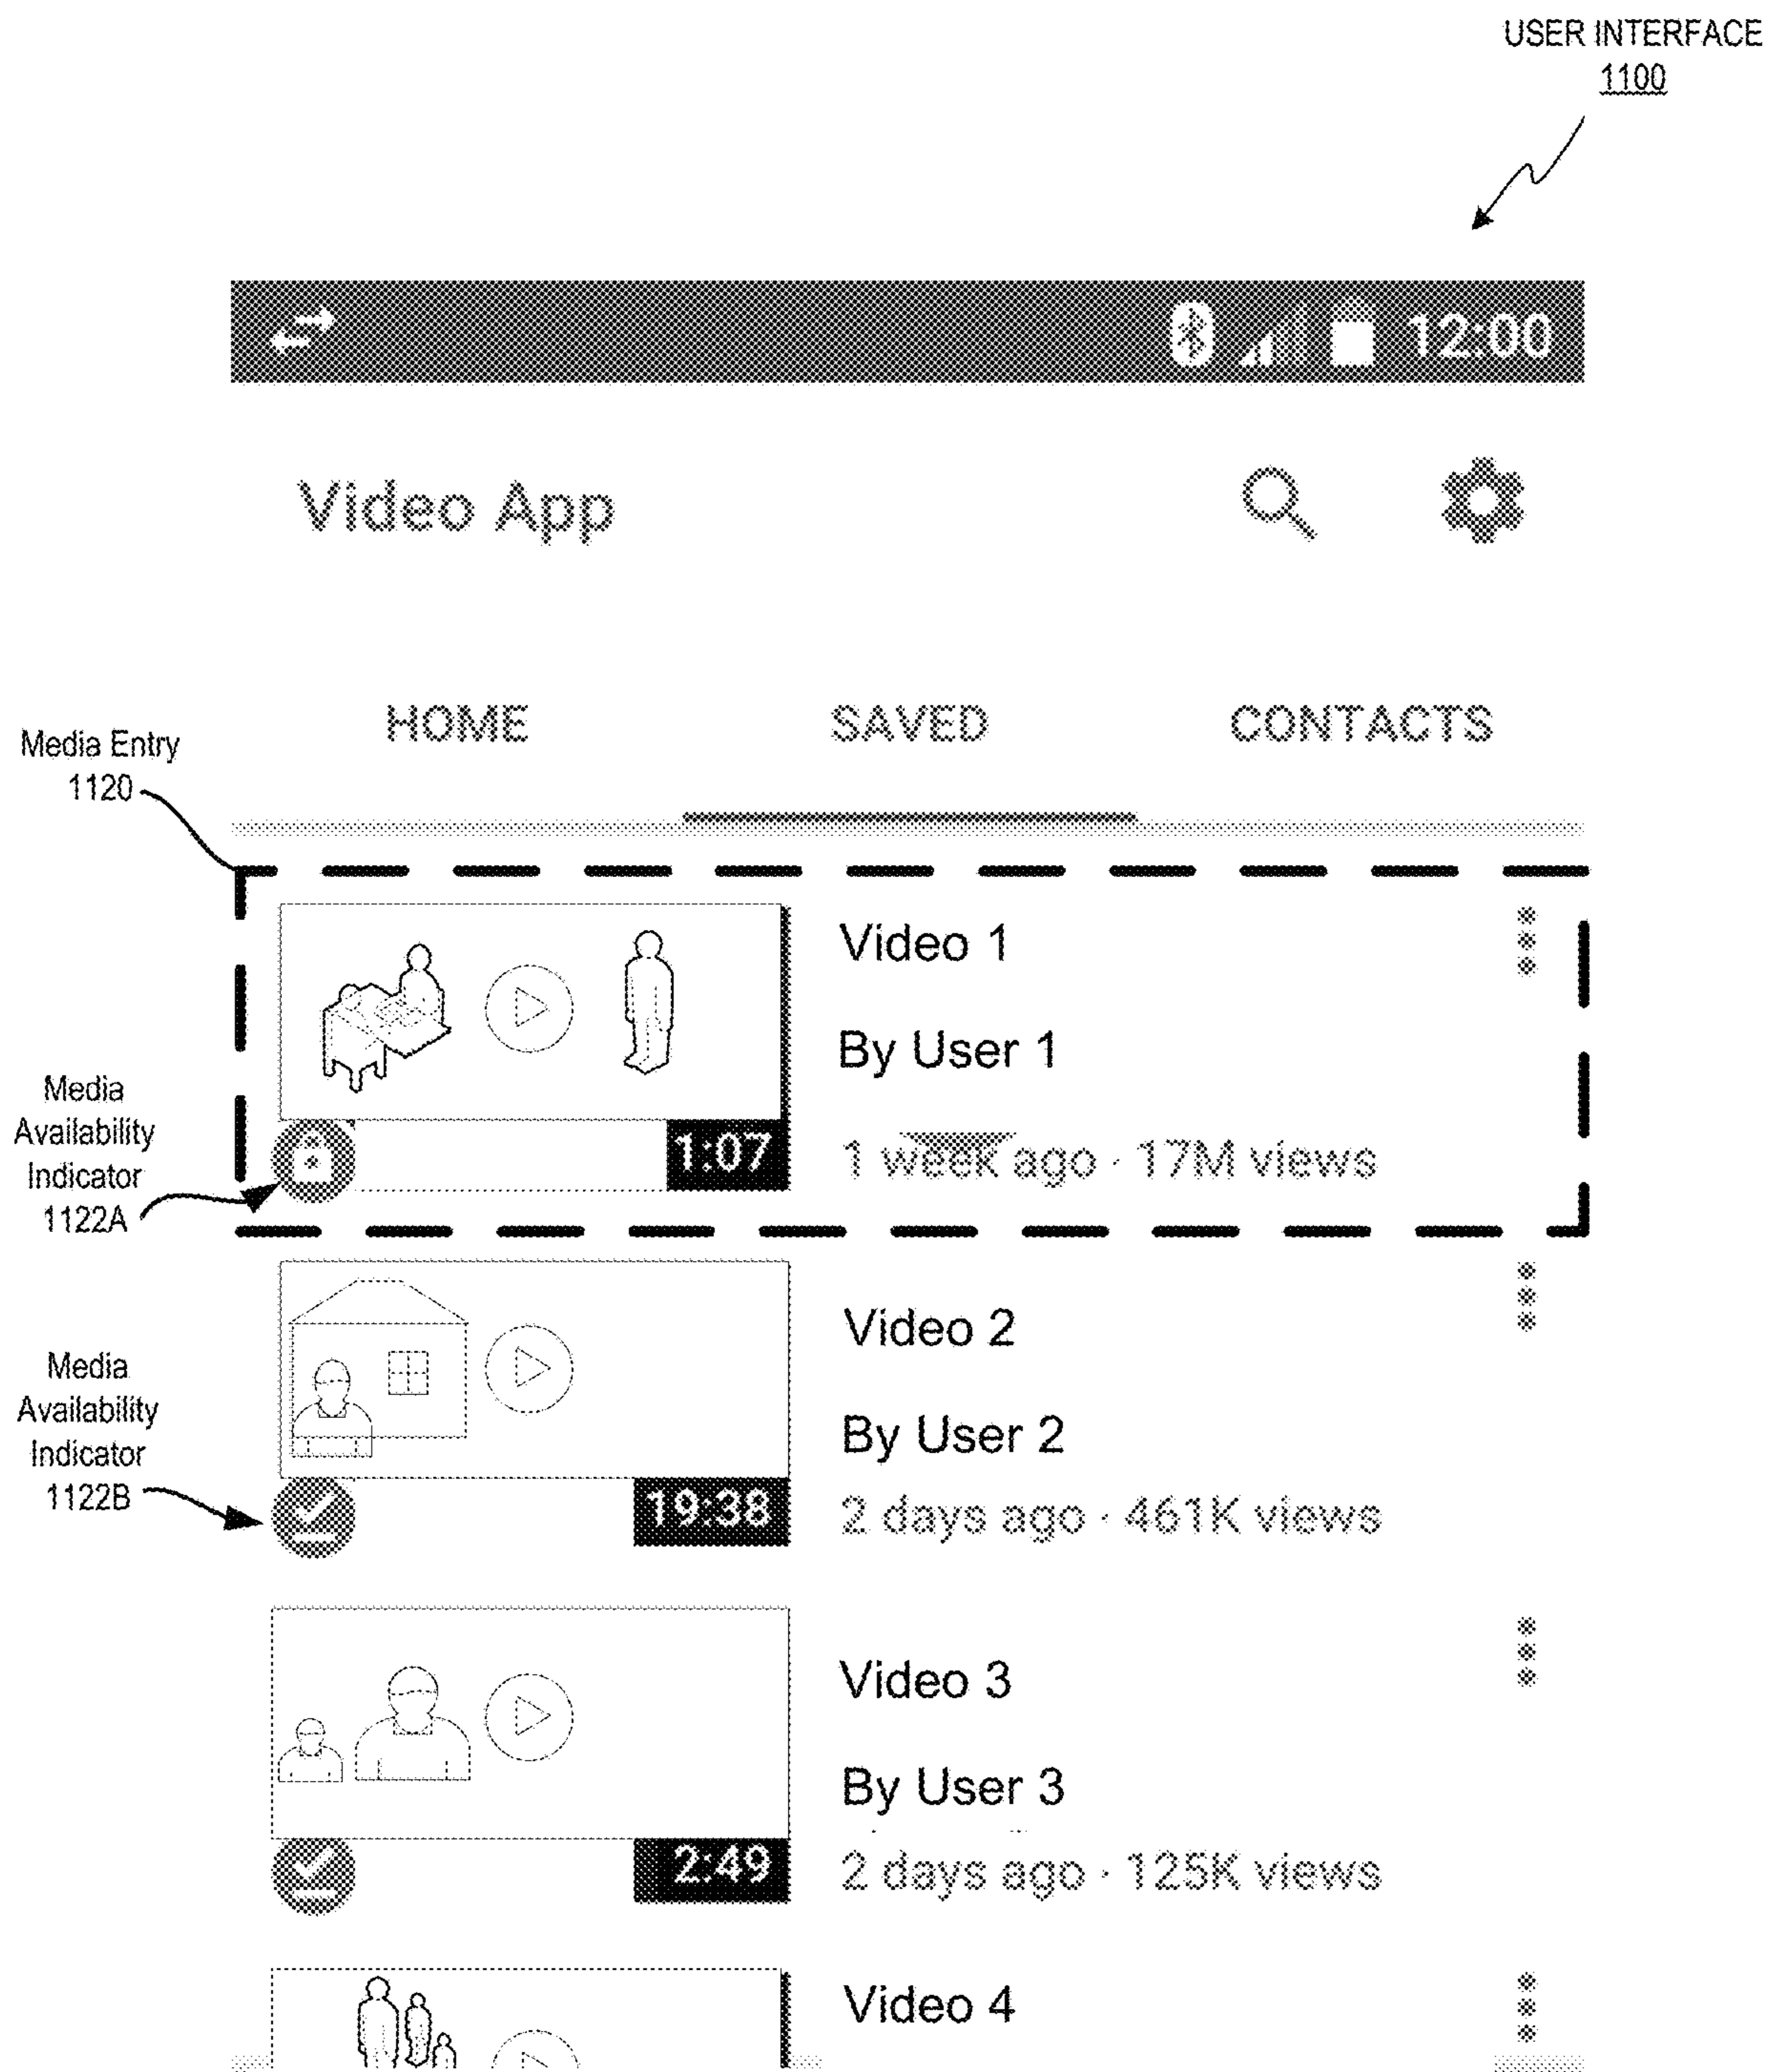 USER INTERFACE
1100
12:00
Video App
HOME SAVED CONTACTS
Media Entry
1120
Video 1
By User 1
Media
Availability
Indicator
1122A
1:07
1 week ago · 17M views
Video 2
By User 2
Media
Availability
Indicator
1122B
19:38
2 days ago · 461K views
Video 3
By User 3
2:49
2 days ago · 125K views
Video 4